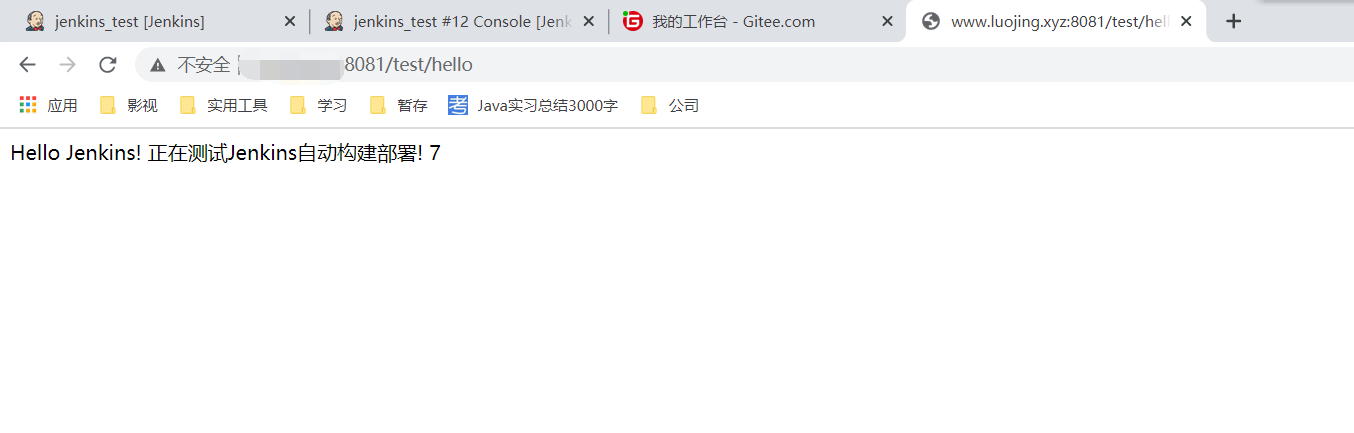 jenkins_test [Jenkins]
jenkins_test #12 Console [Jenk
我的工作台 - Gitee.com
www.luojing.xyz:8081/test/hel
不安全
8081/test/hello
应用
影视
实用工具
学习
暂存
考
Java实习总结3000字
公司
Hello Jenkins! 正在测试Jenkins自动构建部署! 7